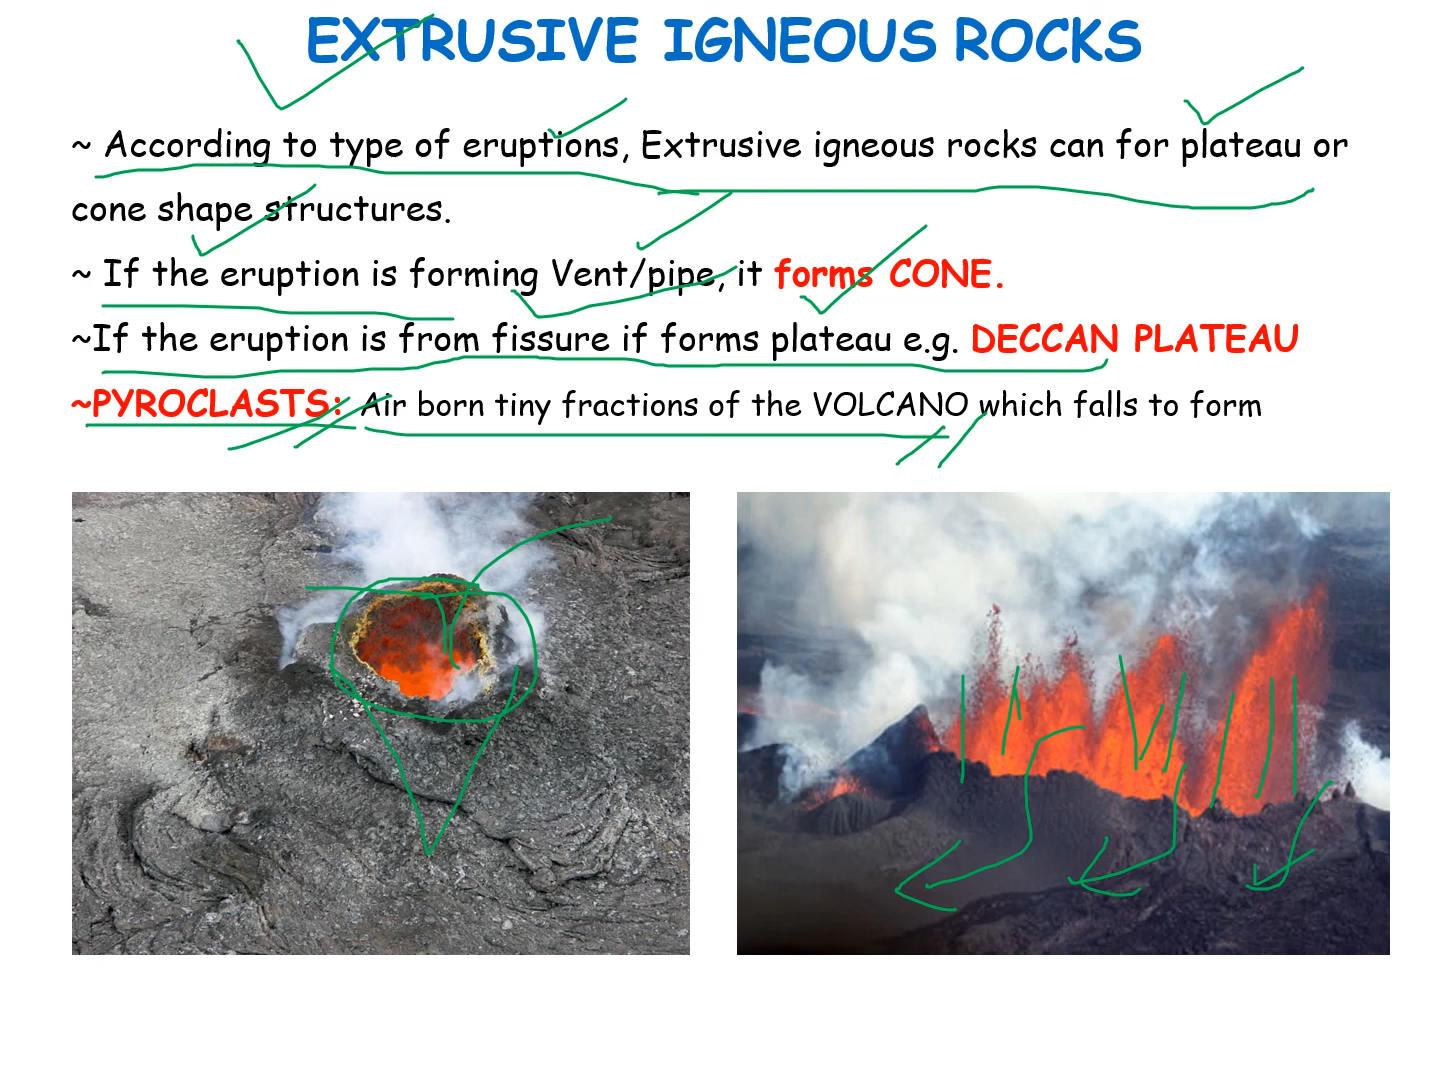 EXTRUSIVE IGNEOUS ROCKS
~ According to type of eruptions, Extrusive igneous rocks can for plateau or
cone shape structures.
~ If the eruption is forming Vent/pipe, it forms CONE.
~If the eruption is from fissure if forms plateau e.g. DECCAN PLATEAU
~PYROCLASTS: Air born tiny fractions of the VOLCANO which falls to form